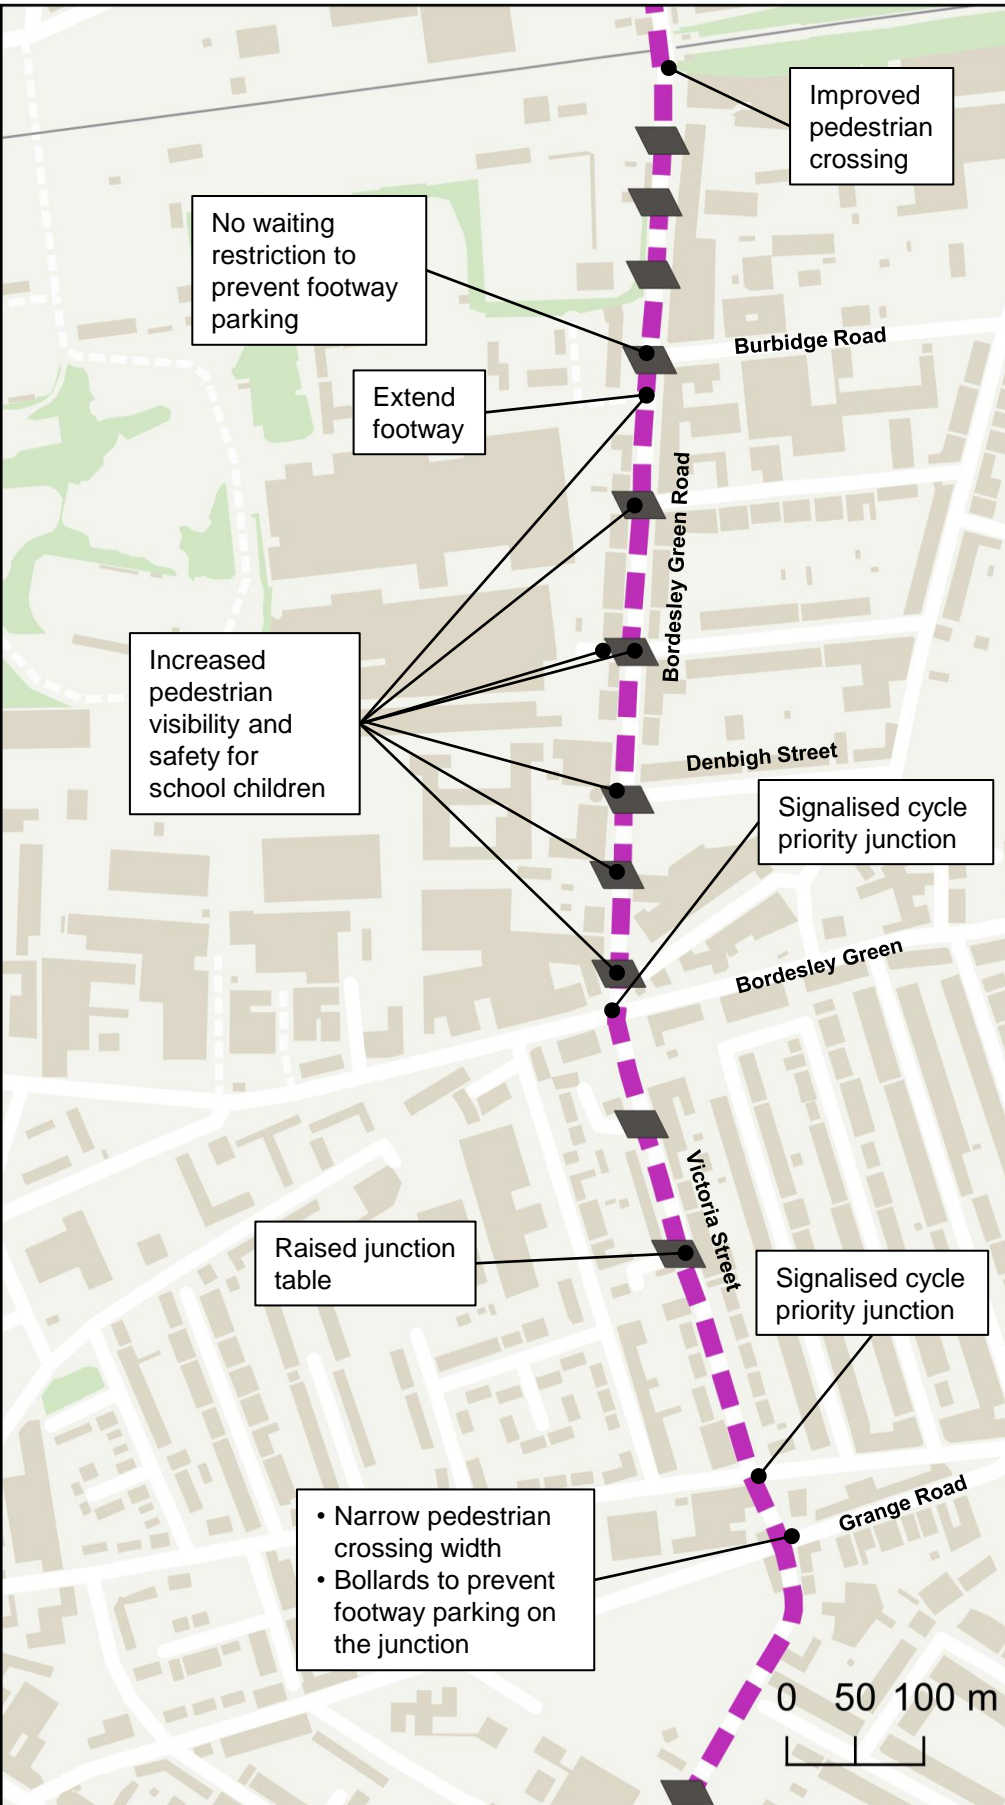 Improved
pedestrian
crossing
No waiting
restriction to
prevent footway
parking
Burbidge Road
Extend
footway
Bordesley Green Road
Increased
pedestrian
visibility and
safety for
school children
Denbigh Street
Signalised cycle
priority junction
Bordesley Green
Victoria Street
Raised junction
table
Signalised cycle
priority junction
• Narrow pedestrian
crossing width
• Bollards to prevent
footway parking on
the junction
Grange Road
0 50 100 m